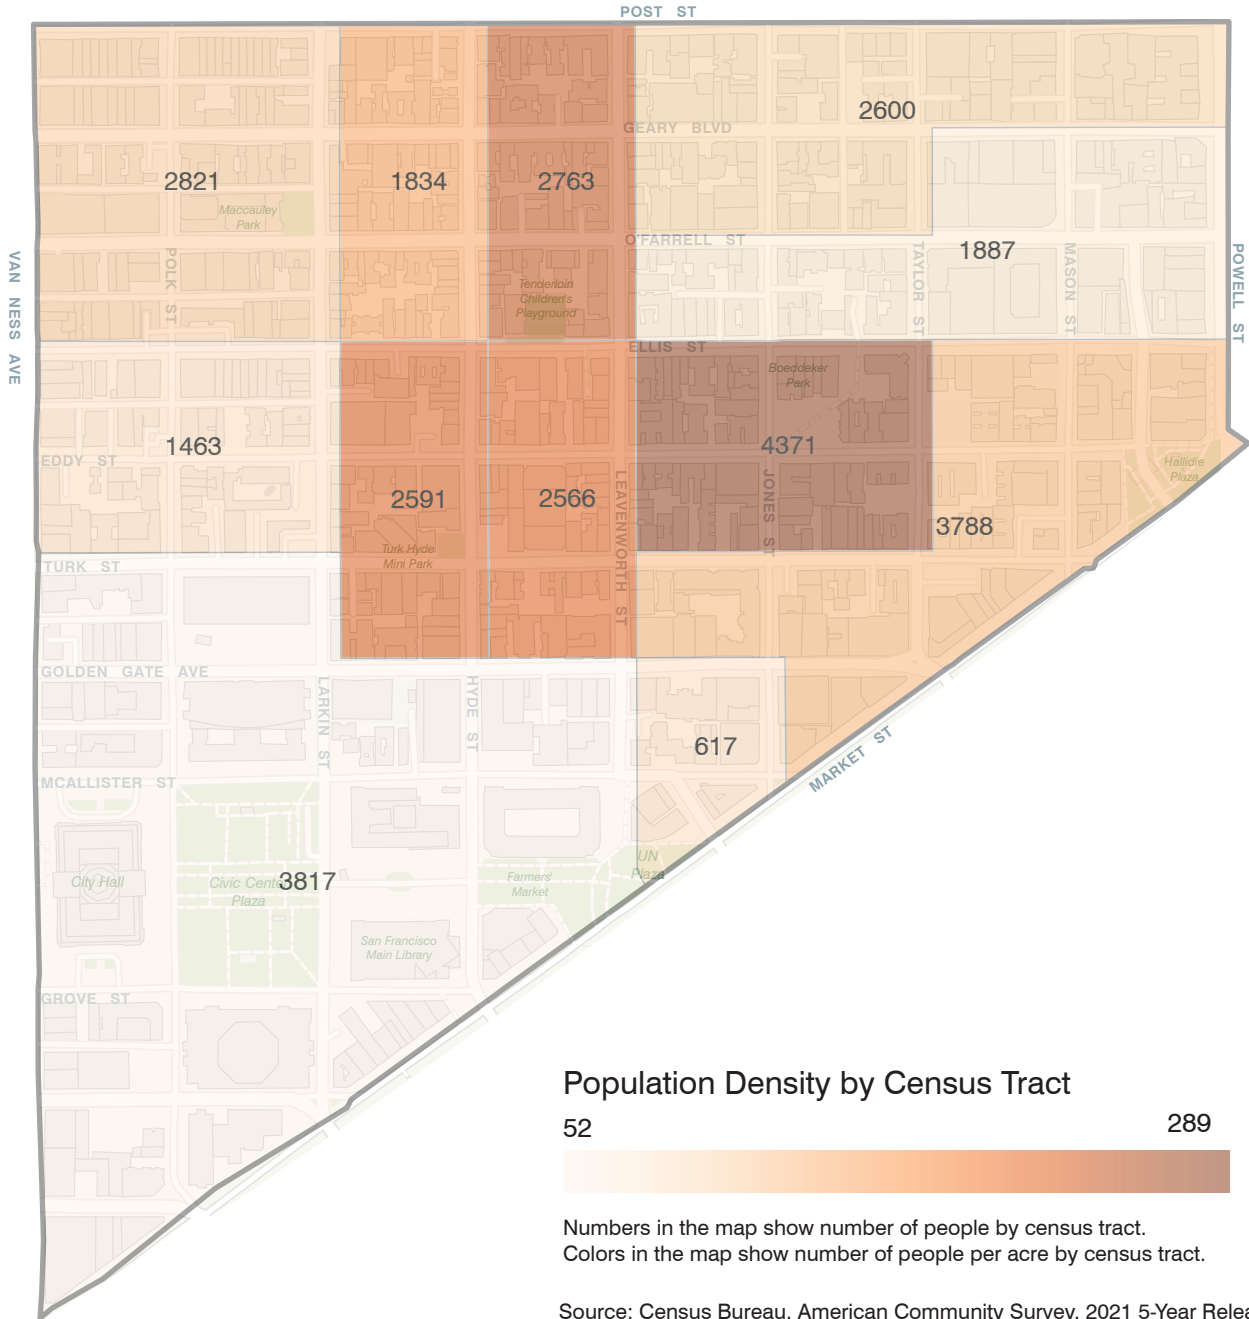 POST ST
2600
GEARY BLVD
2821
1834
2763
Maccauley
Park
O'FARRELL ST
1887
VAN NESS AVE
POLK ST
TAYLOR ST
MASON ST
POWELL ST
Tenderloin
Children's
Playground
ELLIS ST
Boeddeker
Park
1463
4371
EDDY ST
Hallidie
Plaza
2591
2566
LEAVENWORTH ST
JONES ST
3788
Turk Hyde
Mini Park
TURK ST
GOLDEN GATE AVE
LARKIN ST
HYDE ST
617
MARKET ST
MCALLISTER ST
UN
Plaza
City Hall
Civic Center
Plaza
3817
Farmers'
Market
San Francisco
Main Library
GROVE ST
Population Density by Census Tract
52
289
Numbers in the map show number of people by census tract.
Colors in the map show number of people per acre by census tract.
Source: Census Bureau, American Community Survey, 2021 5-Year Relea